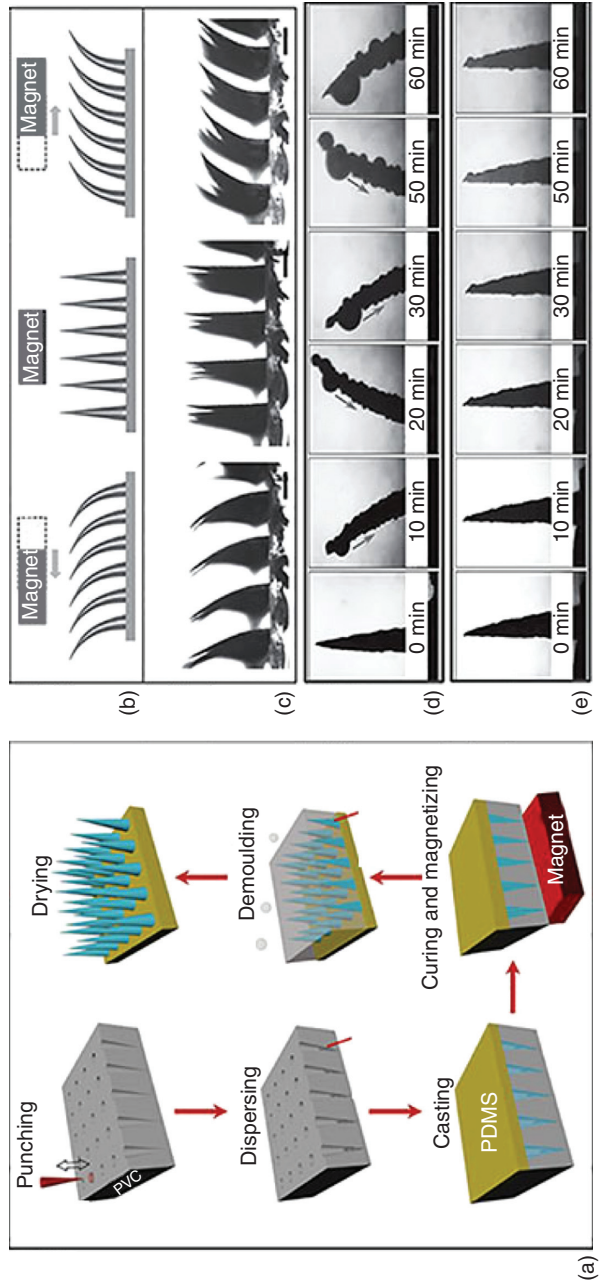 Punching
PVC
Dispersing
Casting
PDMS
Curing and magnetizing
Magnet
Demoulding
Drying
(a)
Magnet
Magnet
Magnet
(b)
(c)
0 min
10 min
20 min
30 min
50 min
60 min
(d)
0 min
10 min
20 min
30 min
50 min
60 min
(e)